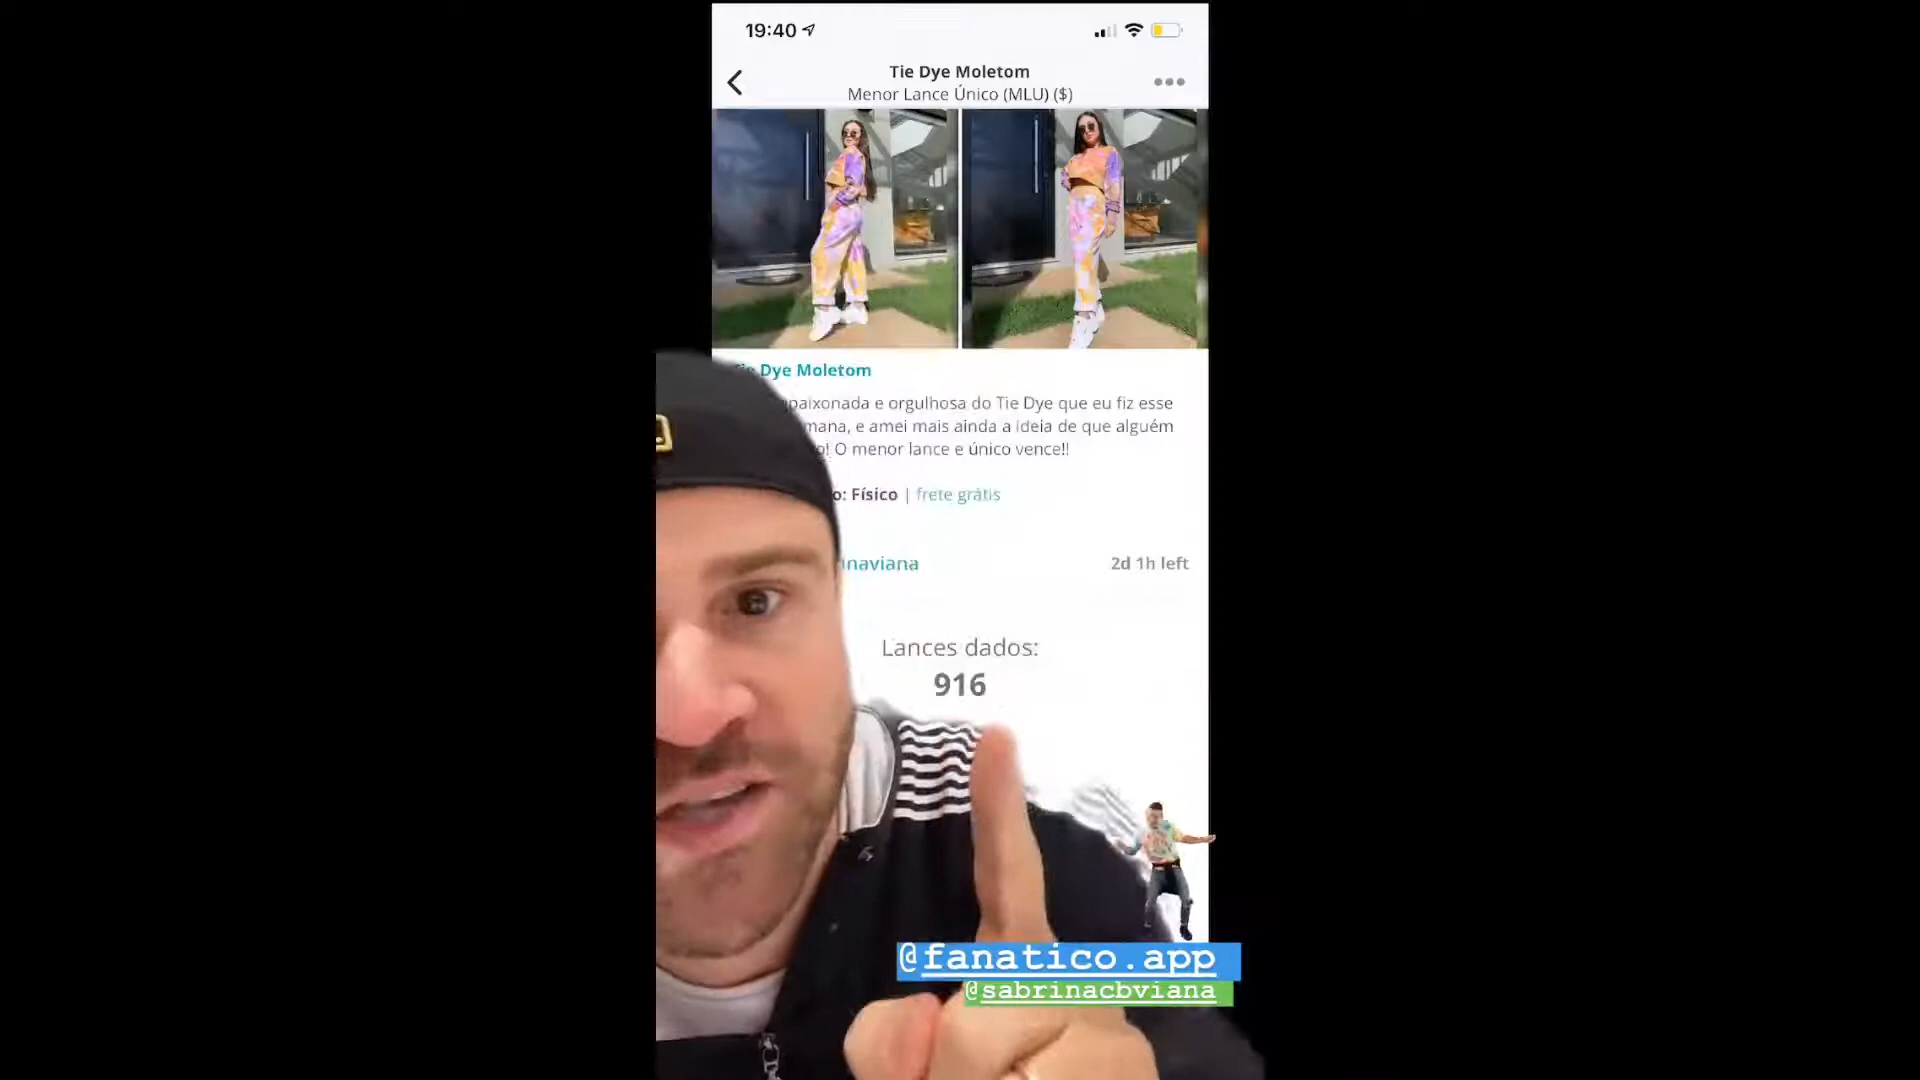 19:40
Tie Dye Moletom
Menor Lance Único (MLU) ($)
Dye Moletom
paixonada e orgulhosa do Tie Dye que eu fiz esse
mana, e amei mais ainda a ideia de que alguém
o! O menor lance e único vence!!
o: Físico | frete grátis
inaviana
2d 1h left
Lances dados:
916
@fanatico.app
@sabrinacbviana